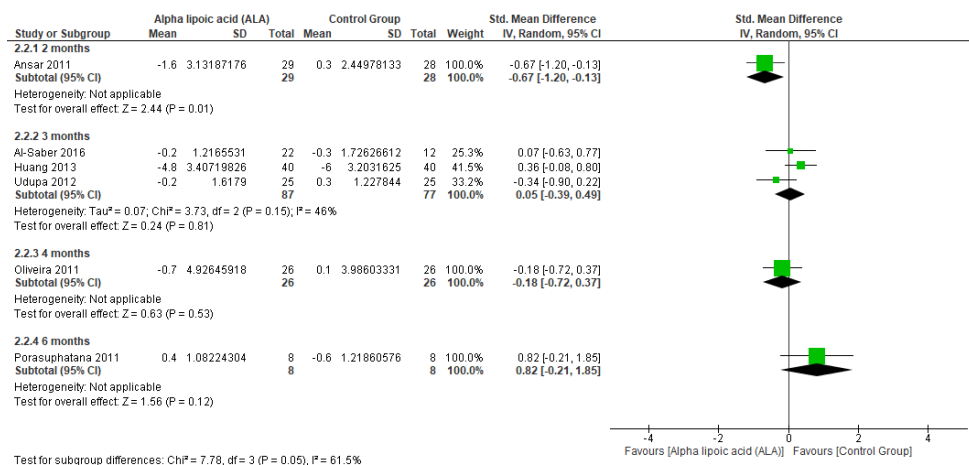 Alpha lipoic acid (ALA) Control Group Std. Mean Difference Std. Mean Difference
Study or Subgroup Mean SD Total Mean SD Total Weight IV, Random, 95% CI IV, Random, 95% CI
2.2.1 2 months
Ansar 2011 -1.6 3.13187176 29 0.3 2.44978133 28 100.0% -0.67 [-1.20, -0.13]
Subtotal (95% CI) 29 28 100.0% -0.67 [-1.20, -0.13]
Heterogeneity: Not applicable
Test for overall effect: Z = 2.44 (P = 0.01)
2.2.2 3 months
Al-Saber 2016 -0.2 1.2165531 22 -0.3 1.72626612 12 25.3% 0.07 [-0.63, 0.77]
Huang 2013 -4.8 3.40719826 40 -6 3.2031625 40 41.5% 0.36 [-0.08, 0.80]
Udupa 2012 -0.2 1.6179 25 0.3 1.227844 25 33.2% -0.34 [-0.90, 0.22]
Subtotal (95% CI) 87 77 100.0% 0.05 [-0.39, 0.49]
Heterogeneity: Tau² = 0.07; Chi² = 3.73, df = 2 (P = 0.15); I² = 46%
Test for overall effect: Z = 0.24 (P = 0.81)
2.2.3 4 months
Oliveira 2011 -0.7 4.92645918 26 0.1 3.98603331 26 100.0% -0.18 [-0.72, 0.37]
Subtotal (95% CI) 26 26 100.0% -0.18 [-0.72, 0.37]
Heterogeneity: Not applicable
Test for overall effect: Z = 0.63 (P = 0.53)
2.2.4 6 months
Porasuphatana 2011 0.4 1.08224304 8 -0.6 1.21860576 8 100.0% 0.82 [-0.21, 1.85]
Subtotal (95% CI) 8 8 100.0% 0.82 [-0.21, 1.85]
Heterogeneity: Not applicable
Test for overall effect: Z = 1.56 (P = 0.12)
-4 -2 0 2 4
Favours [Alpha lipoic acid (ALA)] Favours [Control Group]
Test for subgroup differences: Chi² = 7.78, df = 3 (P = 0.05), I² = 61.5%